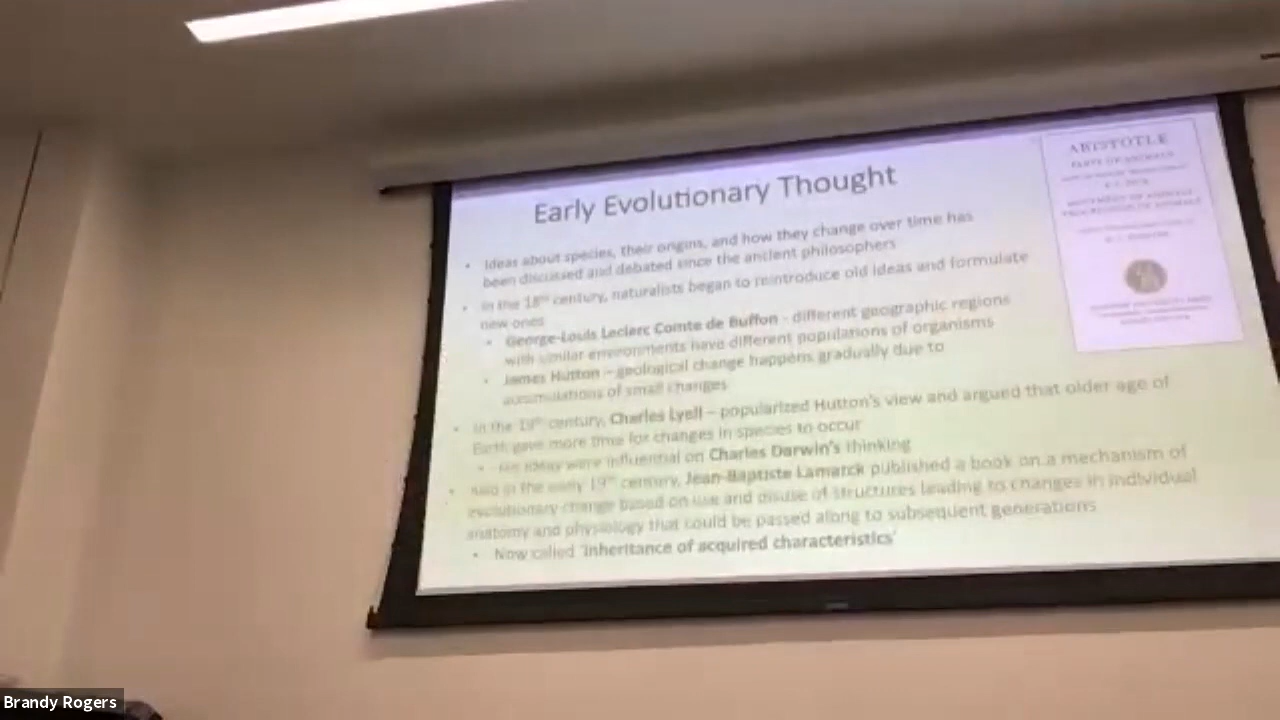 Early Evolutionary Thought
• Ideas about species, their origins, and how they change over time has
been discussed and debated since the ancient philosophers
• In the 18th century, naturalists began to reintroduce old ideas and formulate
new ones
• George-Louis Leclerc Comte de Buffon - different geographic regions
with similar environments have different populations of organisms
• James Hutton – geological change happens gradually due to
accumulations of small changes
• In the 19th century, Charles Lyell – popularized Hutton's view and argued that older age of
Earth gave more time for changes in species to occur
• His ideas were influential on Charles Darwin's thinking
• Also in the early 19th century, Jean-Baptiste Lamarck published a book on a mechanism of
evolutionary change based on use and disuse of structures leading to changes in individual
anatomy and physiology that could be passed along to subsequent generations
• Now called 'inheritance of acquired characteristics'
ARISTOTLE
PARTS OF ANIMALS
MOVEMENT OF ANIMALS
PROGRESSION OF ANIMALS
Brandy Rogers